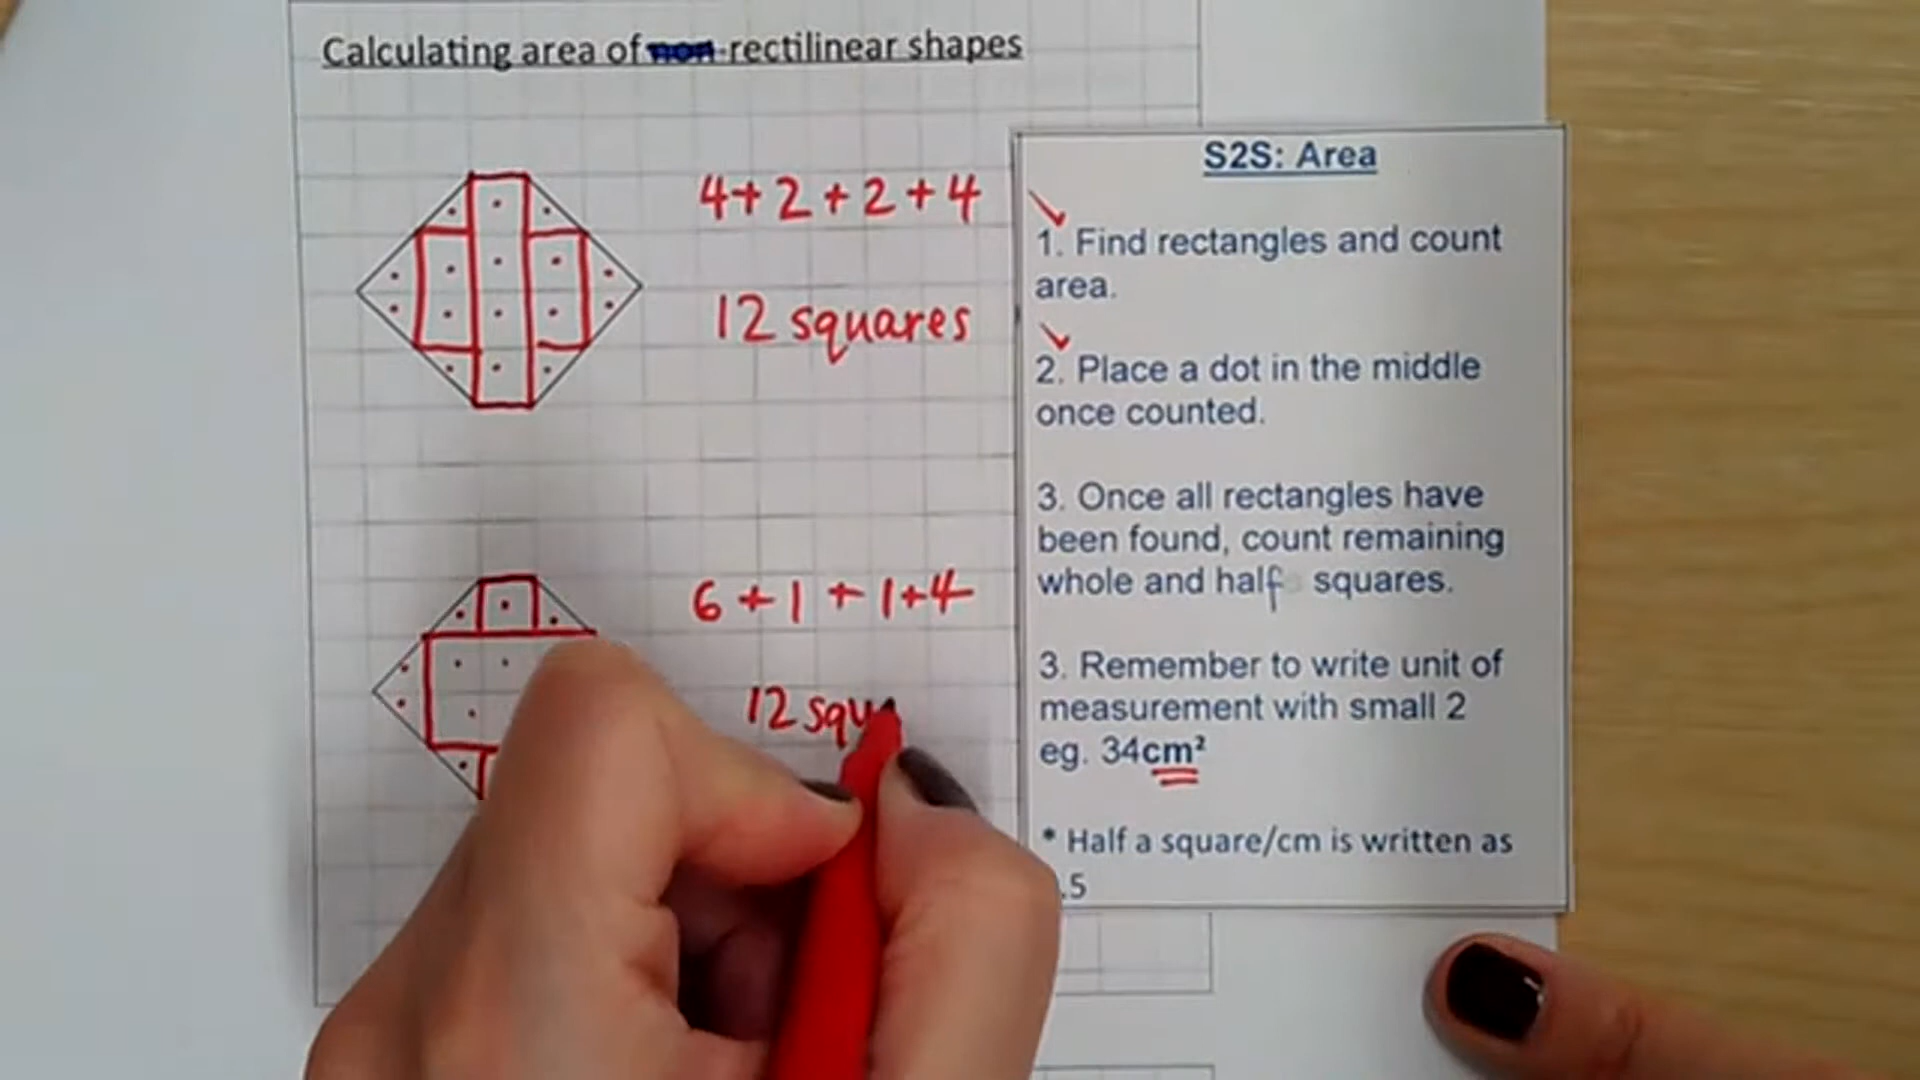 Calculating area of non-rectilinear shapes
4+2+2+4
12 squares
6+1+1+4
12 squ
S2S: Area
1. Find rectangles and count
area.
2. Place a dot in the middle
once counted.
3. Once all rectangles have
been found, count remaining
whole and half squares.
3. Remember to write unit of
measurement with small 2
eg. 34cm²
* Half a square/cm is written as
.5